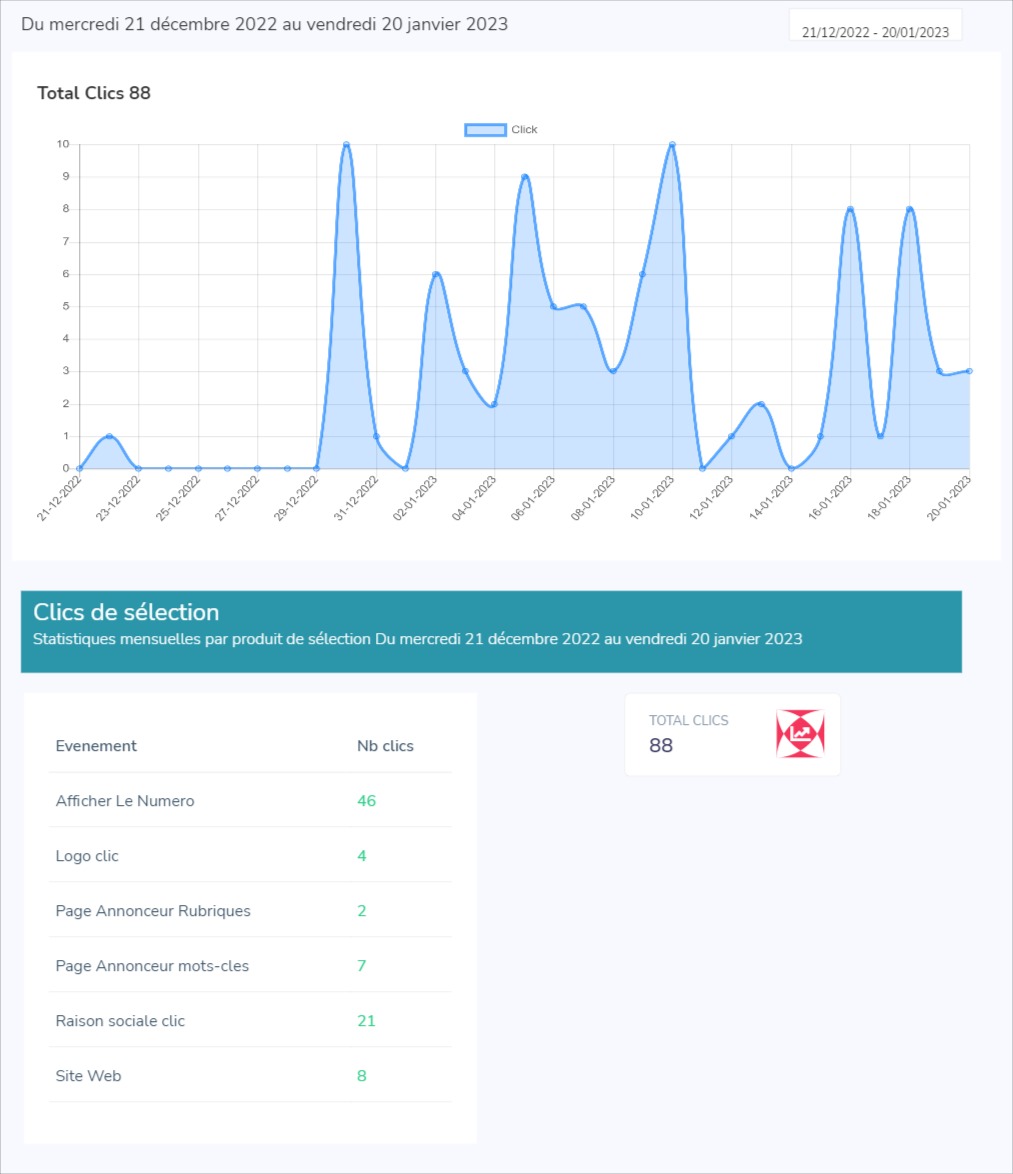 Du mercredi 21 décembre 2022 au vendredi 20 janvier 2023
21/12/2022 - 20/01/2023
Total Clics 88
Click
10
9
8
7
6
5
4
3
2
1
0
21-12-2022
23-12-2022
25-12-2022
27-12-2022
29-12-2022
31-12-2022
02-01-2023
04-01-2023
06-01-2023
08-01-2023
10-01-2023
12-01-2023
14-01-2023
16-01-2023
18-01-2023
20-01-2023
Clics de sélection
Statistiques mensuelles par produit de sélection Du mercredi 21 décembre 2022 au vendredi 20 janvier 2023
TOTAL CLICS
88
Evenement Nb clics
Afficher Le Numero 46
Logo clic 4
Page Annonceur Rubriques 2
Page Annonceur mots-cles 7
Raison sociale clic 21
Site Web 8